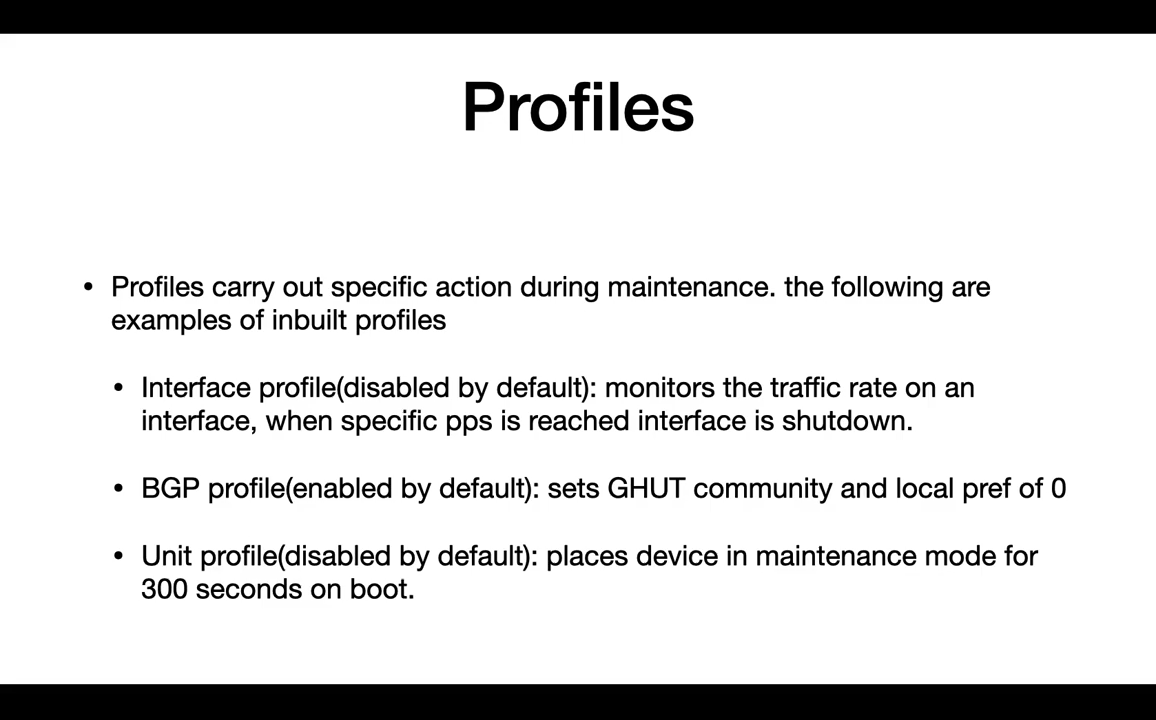 Profiles
• Profiles carry out specific action during maintenance. the following are
examples of inbuilt profiles
• Interface profile(disabled by default): monitors the traffic rate on an
interface, when specific pps is reached interface is shutdown.
• BGP profile(enabled by default): sets GHUT community and local pref of 0
• Unit profile(disabled by default): places device in maintenance mode for
300 seconds on boot.